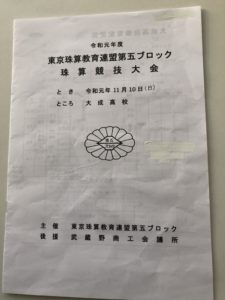 令和元年度
東京珠算教育連盟第五ブロック
珠算競技大会
とき 令和元年11月10日(日)
ところ 大成高校
主催 東京珠算教育連盟第五ブロック
後援 武蔵野商工会議所